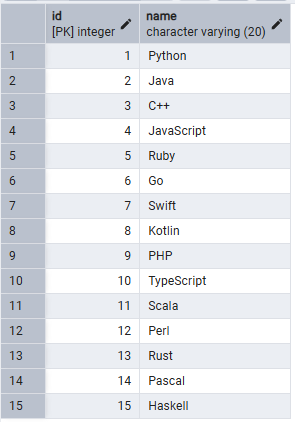 id name
[PK] integer character varying (20)
1 1 Python
2 2 Java
3 3 C++
4 4 JavaScript
5 5 Ruby
6 6 Go
7 7 Swift
8 8 Kotlin
9 9 PHP
10 10 TypeScript
11 11 Scala
12 12 Perl
13 13 Rust
14 14 Pascal
15 15 Haskell